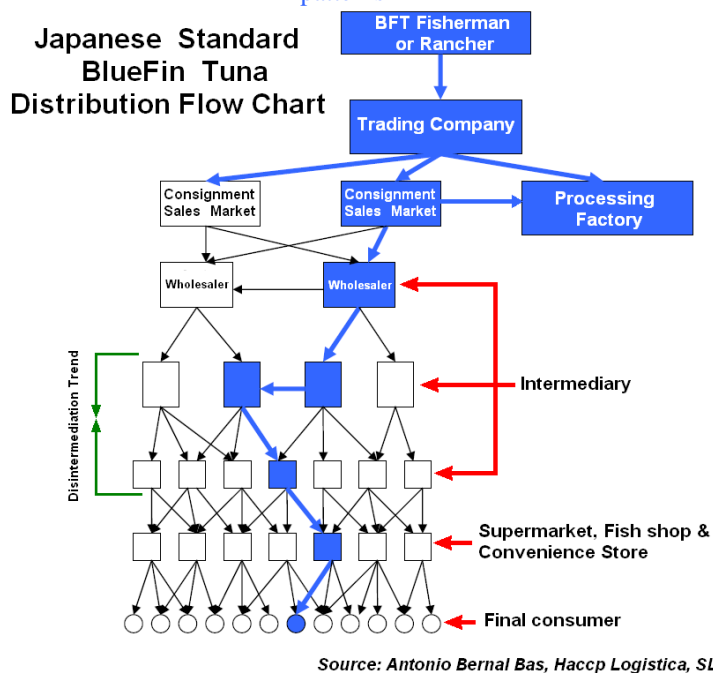 BFT Fisherman
or Rancher
Japanese Standard
BlueFin Tuna
Distribution Flow Chart
Trading Company
Consignment
Sales Market
Consignment
Sales Market
Processing
Factory
Wholesaler
Wholesaler
Disintermediation Trend
Intermediary
Supermarket, Fish shop &
Convenience Store
Final consumer
Source: Antonio Bernal Bas, Haccp Logistica, SL